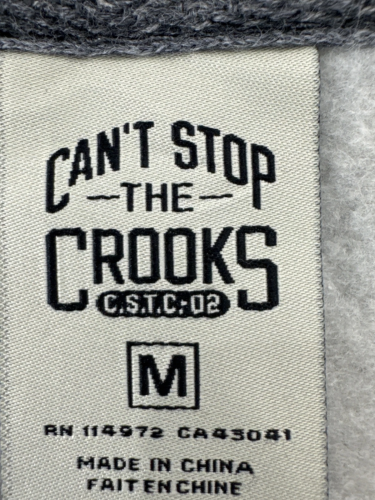 CAN'T STOP
THE
CROOKS
C.S.T.C.02
M
RN 114972 CA43041
MADE IN CHINA
FAIT EN CHINE